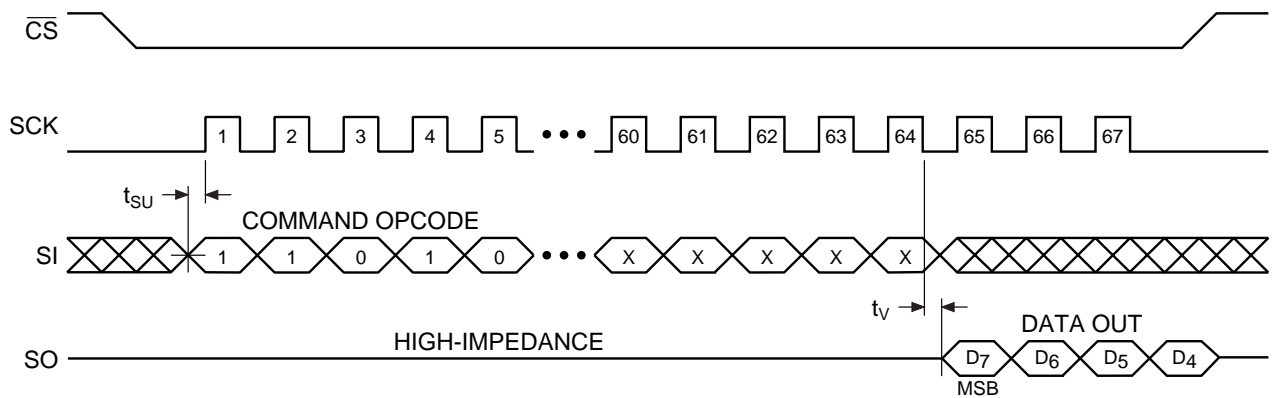 C̅S̅
SCK 1 2 3 4 5 ••• 60 61 62 63 64 65 66 67
tSU
COMMAND OPCODE
SI 1 1 0 1 0 ••• X X X X X
tV
DATA OUT
HIGH-IMPEDANCE
SO D7 D6 D5 D4
MSB